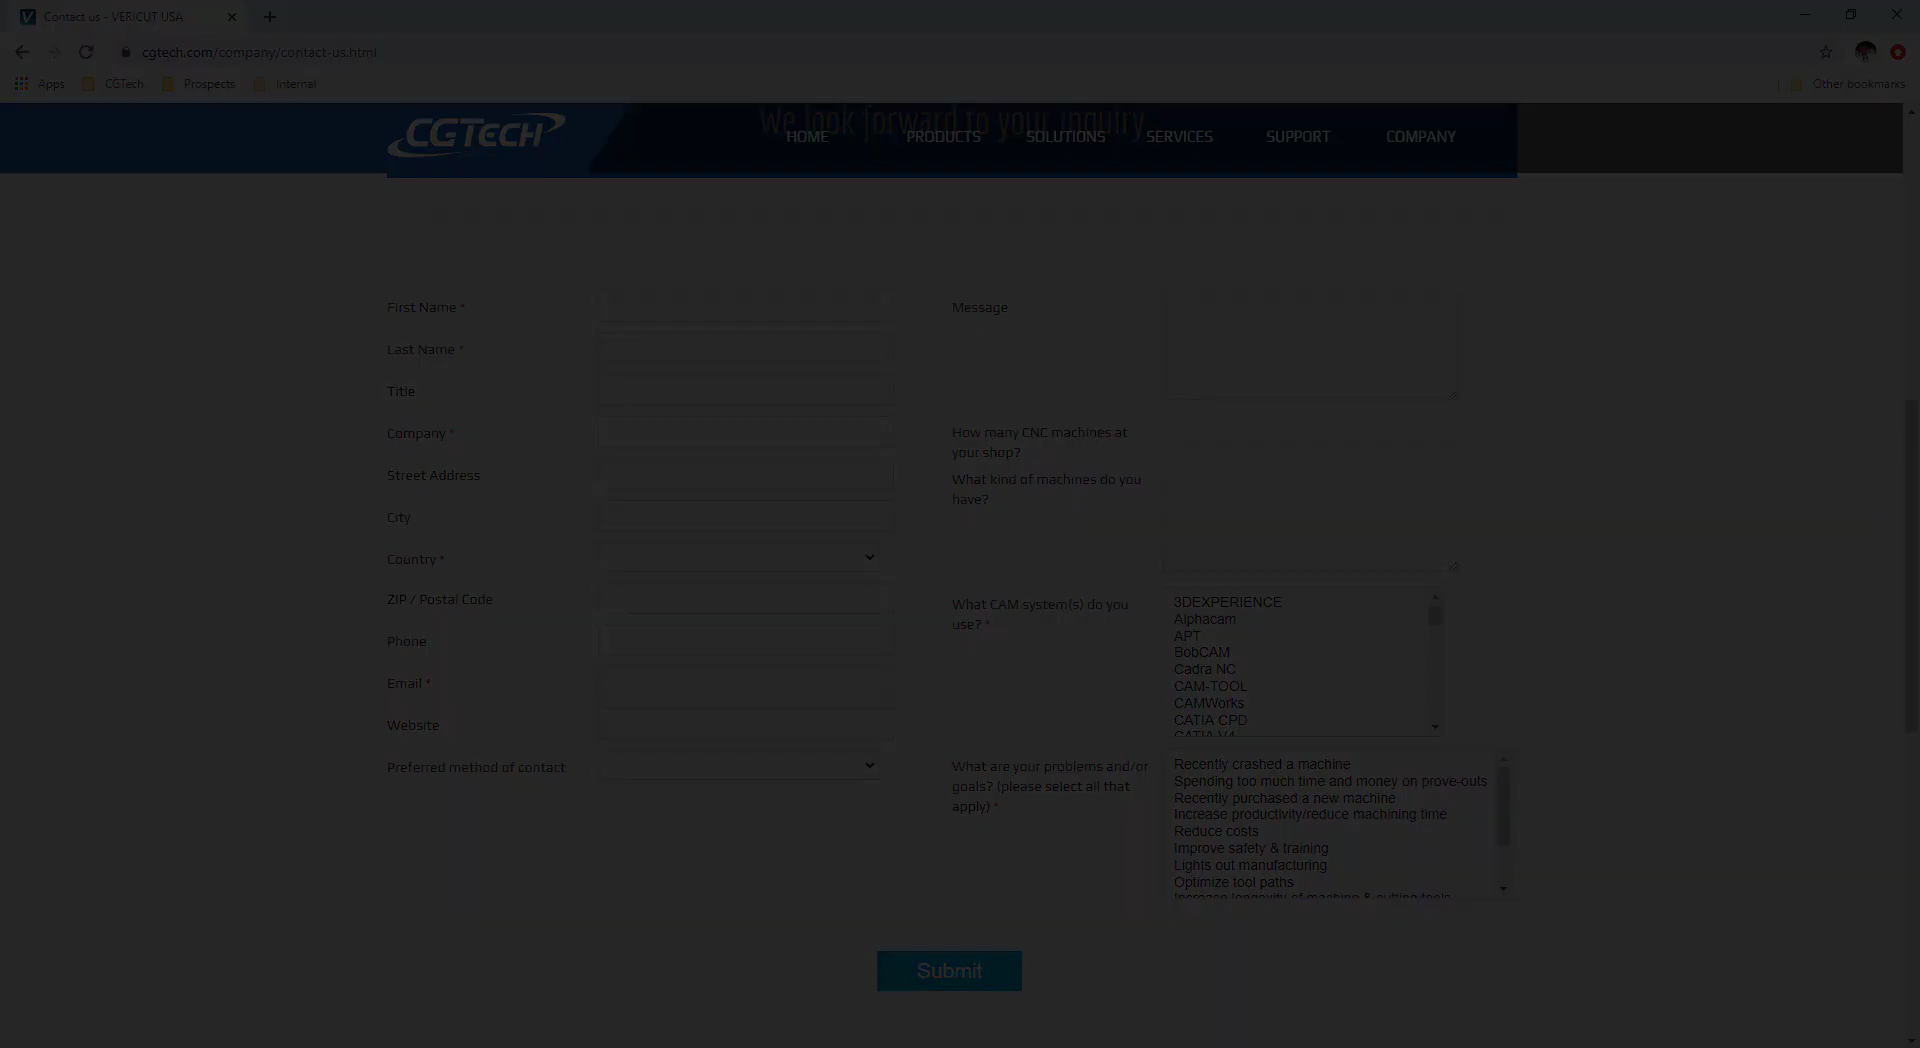 Contact us - VERICUT USA
cgtech.com/company/contact-us.html
Apps CGTech Prospects Internal Other bookmarks
CGTECH
We look forward to your inquiry
HOME PRODUCTS SOLUTIONS SERVICES SUPPORT COMPANY
First Name *
Last Name *
Title
Company *
Street Address
City
Country *
ZIP / Postal Code
Phone
Email *
Website
Preferred method of contact
Message
How many CNC machines at
your shop?
What kind of machines do you
have?
What CAM system(s) do you
use? *
3DEXPERIENCE
Alphacam
APT
BobCAM
Cadra NC
CAM-TOOL
CAMWorks
CATIA CPD
CATIA V4
What are your problems and/or
goals? (please select all that
apply) *
Recently crashed a machine
Spending too much time and money on prove-outs
Recently purchased a new machine
Increase productivity/reduce machining time
Reduce costs
Improve safety & training
Lights out manufacturing
Optimize tool paths
Increase longevity of machine & cutting tools
Submit